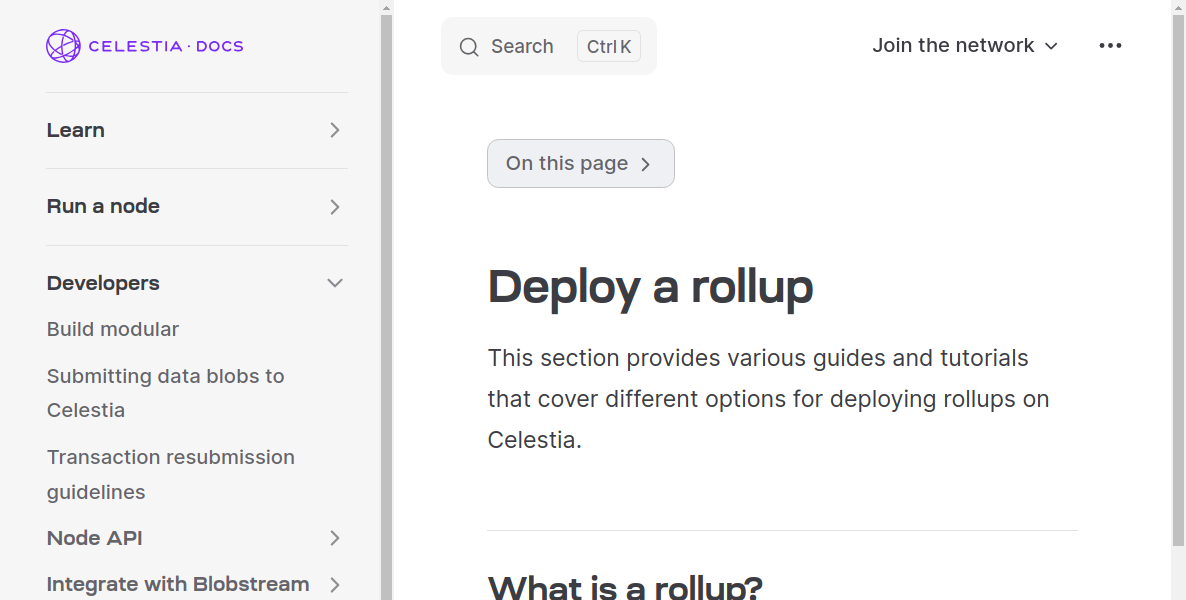 CELESTIA · DOCS
Learn
Run a node
Developers
Build modular
Submitting data blobs to
Celestia
Transaction resubmission
guidelines
Node API
Integrate with Blobstream
Search
Ctrl K
Join the network
On this page
Deploy a rollup
This section provides various guides and tutorials
that cover different options for deploying rollups on
Celestia.
What is a rollup?